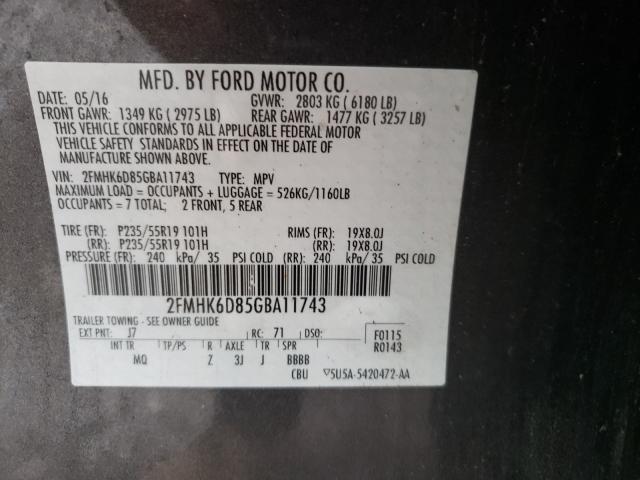 MFD. BY FORD MOTOR CO.
DATE: 05/16 GVWR: 2803 KG ( 6180 LB)
FRONT GAWR: 1349 KG ( 2975 LB) REAR GAWR: 1477 KG ( 3257 LB)
THIS VEHICLE CONFORMS TO ALL APPLICABLE FEDERAL MOTOR
VEHICLE SAFETY STANDARDS IN EFFECT ON THE DATE OF
MANUFACTURE SHOWN ABOVE.
VIN: 2FMHK6D85GBA11743 TYPE: MPV
MAXIMUM LOAD = OCCUPANTS + LUGGAGE = 526KG/1160LB
OCCUPANTS = 7 TOTAL: 2 FRONT, 5 REAR
TIRE (FR): P235/55R19 101H RIMS (FR): 19X8.0J
(RR): P235/55R19 101H (RR): 19X8.0J
PRESSURE (FR): 240 kPa/ 35 PSI COLD (RR): 240 kPa/ 35 PSI COLD
2FMHK6D85GBA11743
TRAILER TOWING - SEE OWNER GUIDE
EXT PNT: J7 RC: 71 DSO: F0115
INT TR TP/PS R AXLE TR SPR R0143
MQ Z 3J J BBBB
CBU ▽5U5A-5420472-AA